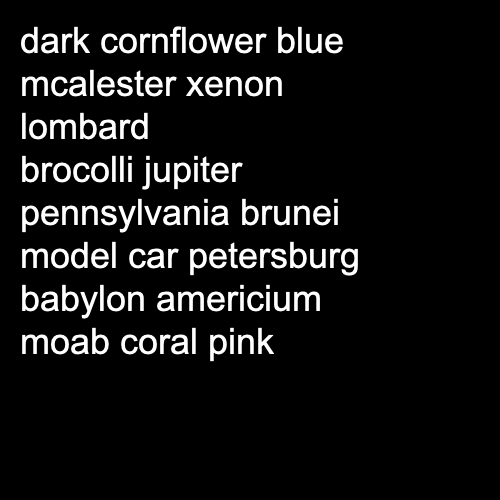 dark cornflower blue
mcalester xenon
lombard
brocolli jupiter
pennsylvania brunei
model car petersburg
babylon americium
moab coral pink